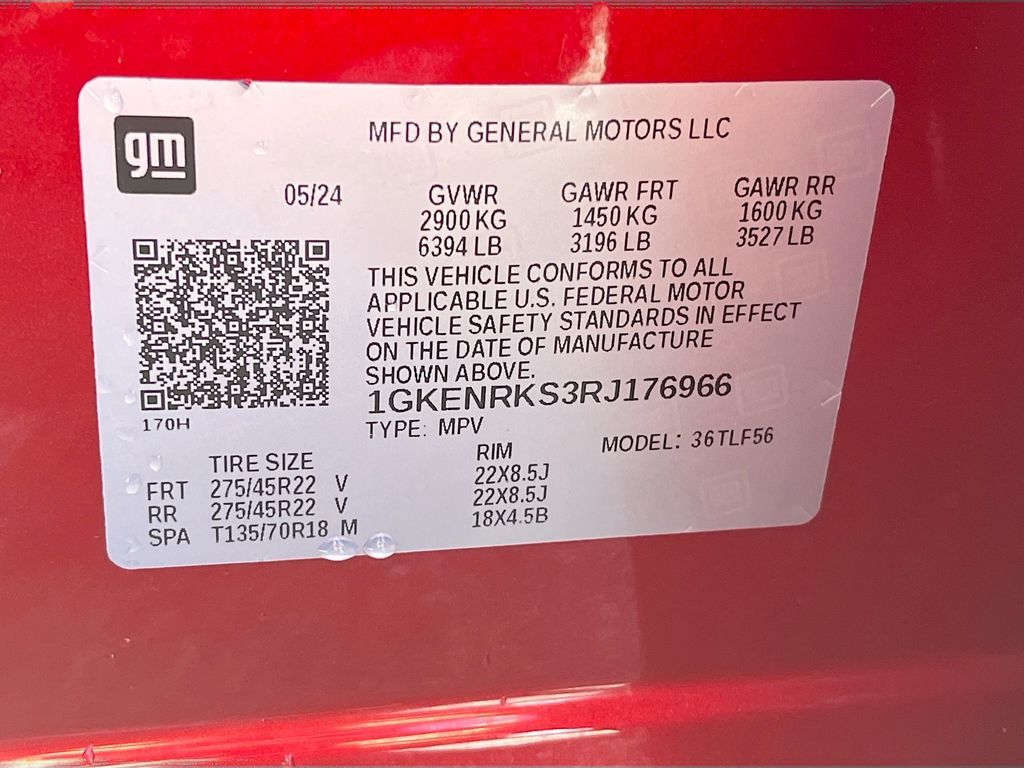 gm
MFD BY GENERAL MOTORS LLC
05/24 GVWR GAWR FRT GAWR RR
2900 KG 1450 KG 1600 KG
6394 LB 3196 LB 3527 LB
THIS VEHICLE CONFORMS TO ALL
APPLICABLE U.S. FEDERAL MOTOR
VEHICLE SAFETY STANDARDS IN EFFECT
ON THE DATE OF MANUFACTURE
SHOWN ABOVE.
1GKENRKS3RJ176966
170H
TYPE: MPV MODEL: 36TLF56
TIRE SIZE RIM
FRT 275/45R22 V 22X8.5J
RR 275/45R22 V 22X8.5J
SPA T135/70R18 M 18X4.5B